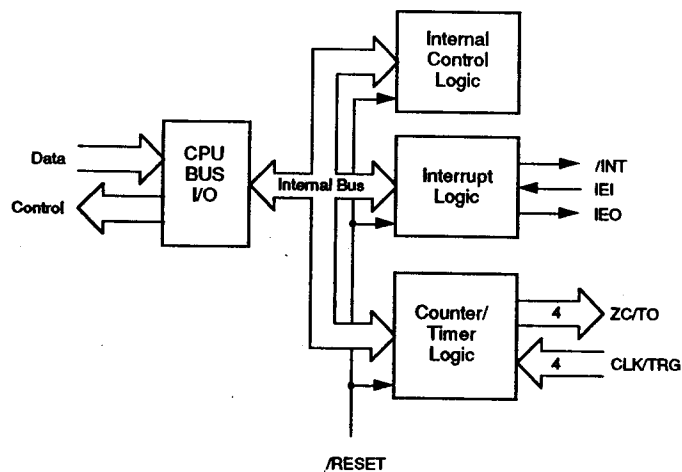 Internal
Control
Logic
Data
Control
CPU
BUS
I/O
Internal Bus
Interrupt
Logic
/INT
IEI
IEO
Counter/
Timer
Logic
4
ZC/TO
4
CLK/TRG
/RESET